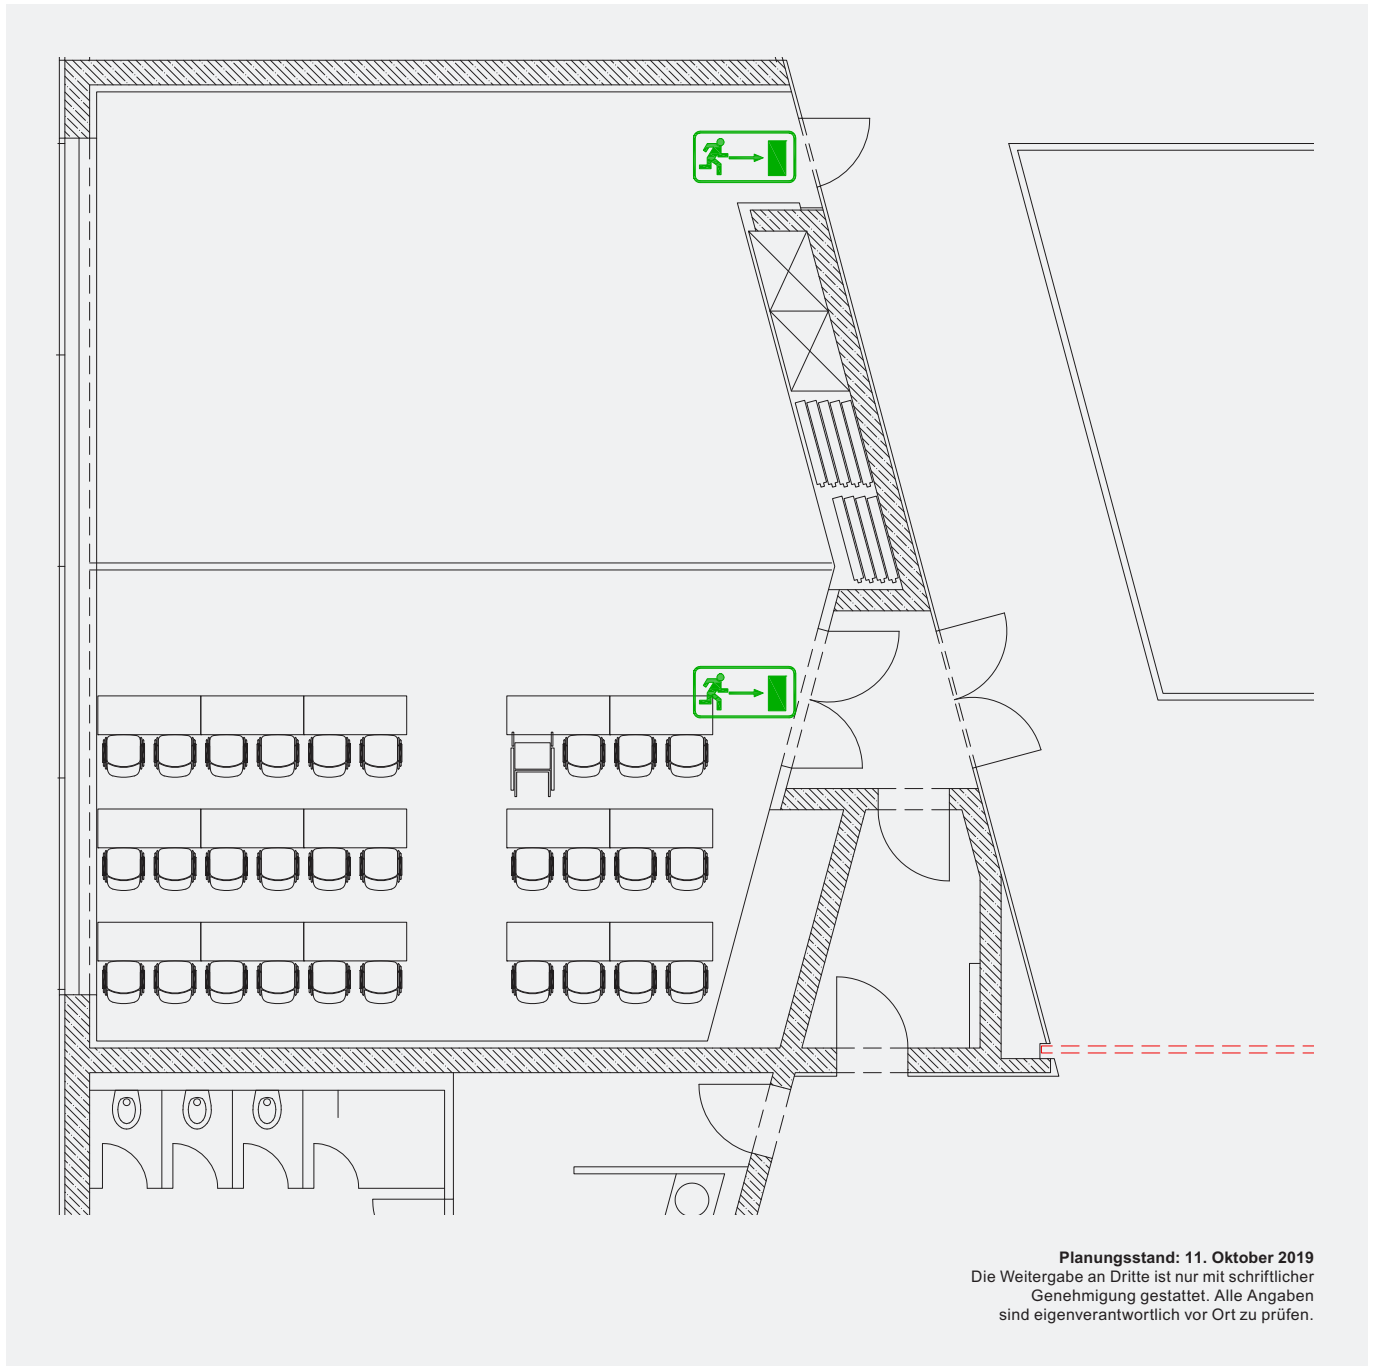 Planungsstand: 11. Oktober 2019
Die Weitergabe an Dritte ist nur mit schriftlicher
Genehmigung gestattet. Alle Angaben
sind eigenverantwortlich vor Ort zu prüfen.